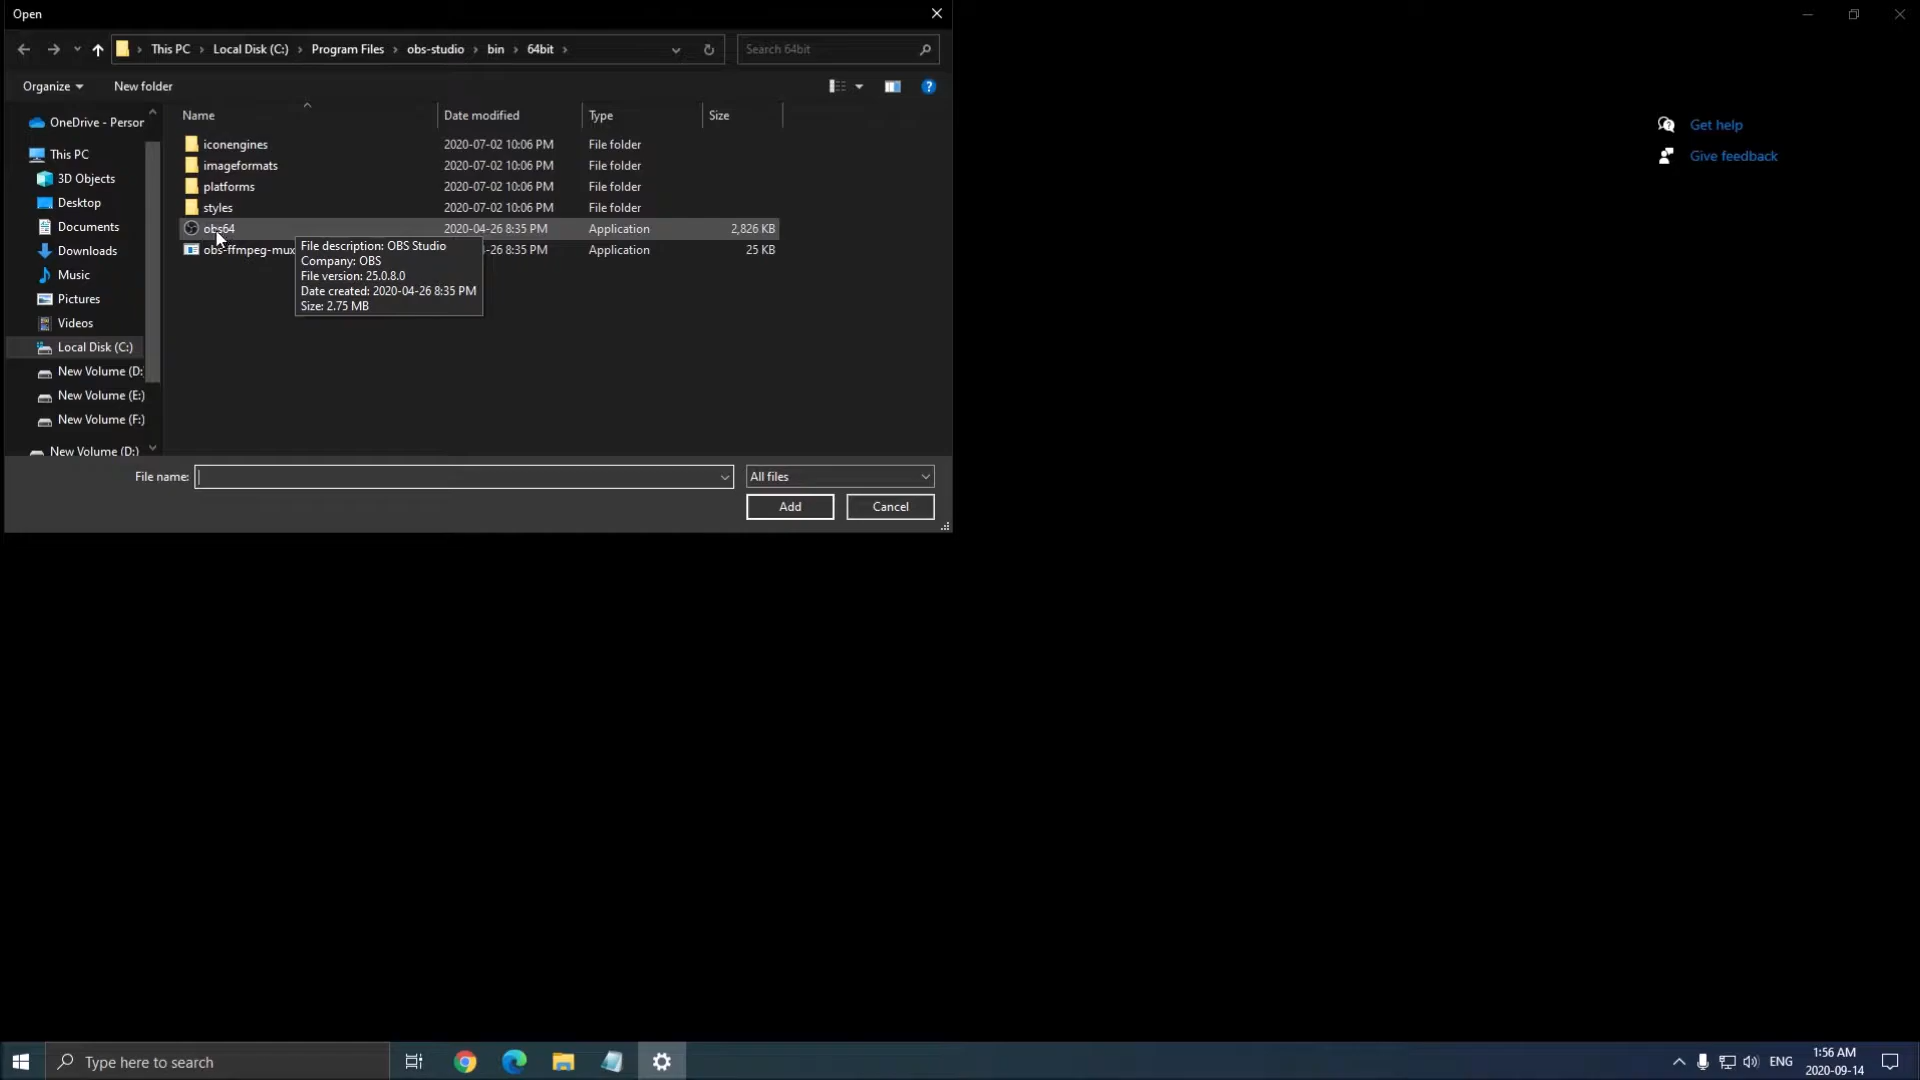 Open
This PC
Local Disk (C:)
Program Files
obs-studio
bin
64bit
Search 64bit
Organize
New folder
Name
Date modified
Type
Size
OneDrive - Person
This PC
3D Objects
Desktop
Documents
Downloads
Music
Pictures
Videos
Local Disk (C:)
New Volume (D:
New Volume (E:)
New Volume (F:)
New Volume (D:)
iconengines 2020-07-02 10:06 PM File folder
imageformats 2020-07-02 10:06 PM File folder
platforms 2020-07-02 10:06 PM File folder
styles 2020-07-02 10:06 PM File folder
obs64 2020-04-26 8:35 PM Application 2,826 KB
obs-ffmpeg-mux -26 8:35 PM Application 25 KB
File description: OBS Studio
Company: OBS
File version: 25.0.8.0
Date created: 2020-04-26 8:35 PM
Size: 2.75 MB
File name:
All files
Add
Cancel
Get help
Give feedback
Type here to search
ENG
1:56 AM
2020-09-14